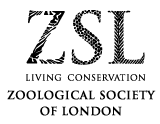 ZSL
LIVING CONSERVATION
ZOOLOGICAL SOCIETY
OF LONDON